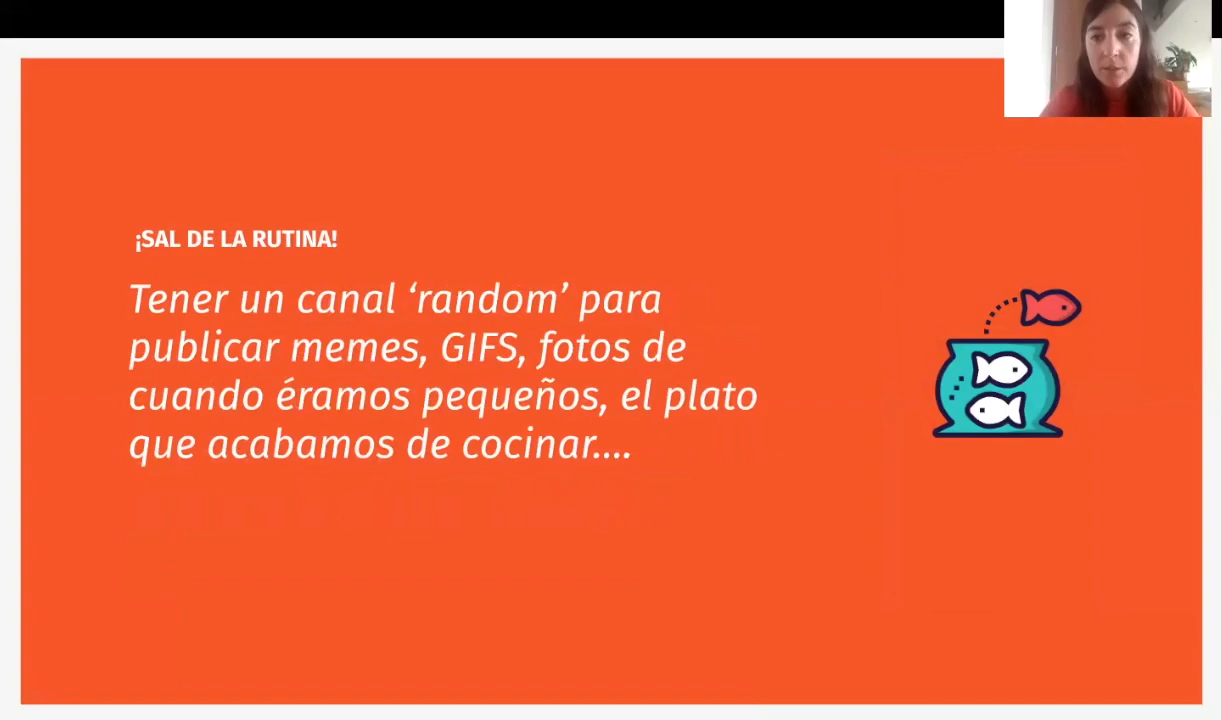 ¡SAL DE LA RUTINA!
Tener un canal ‘random’ para
publicar memes, GIFS, fotos de
cuando éramos pequeños, el plato
que acabamos de cocinar....